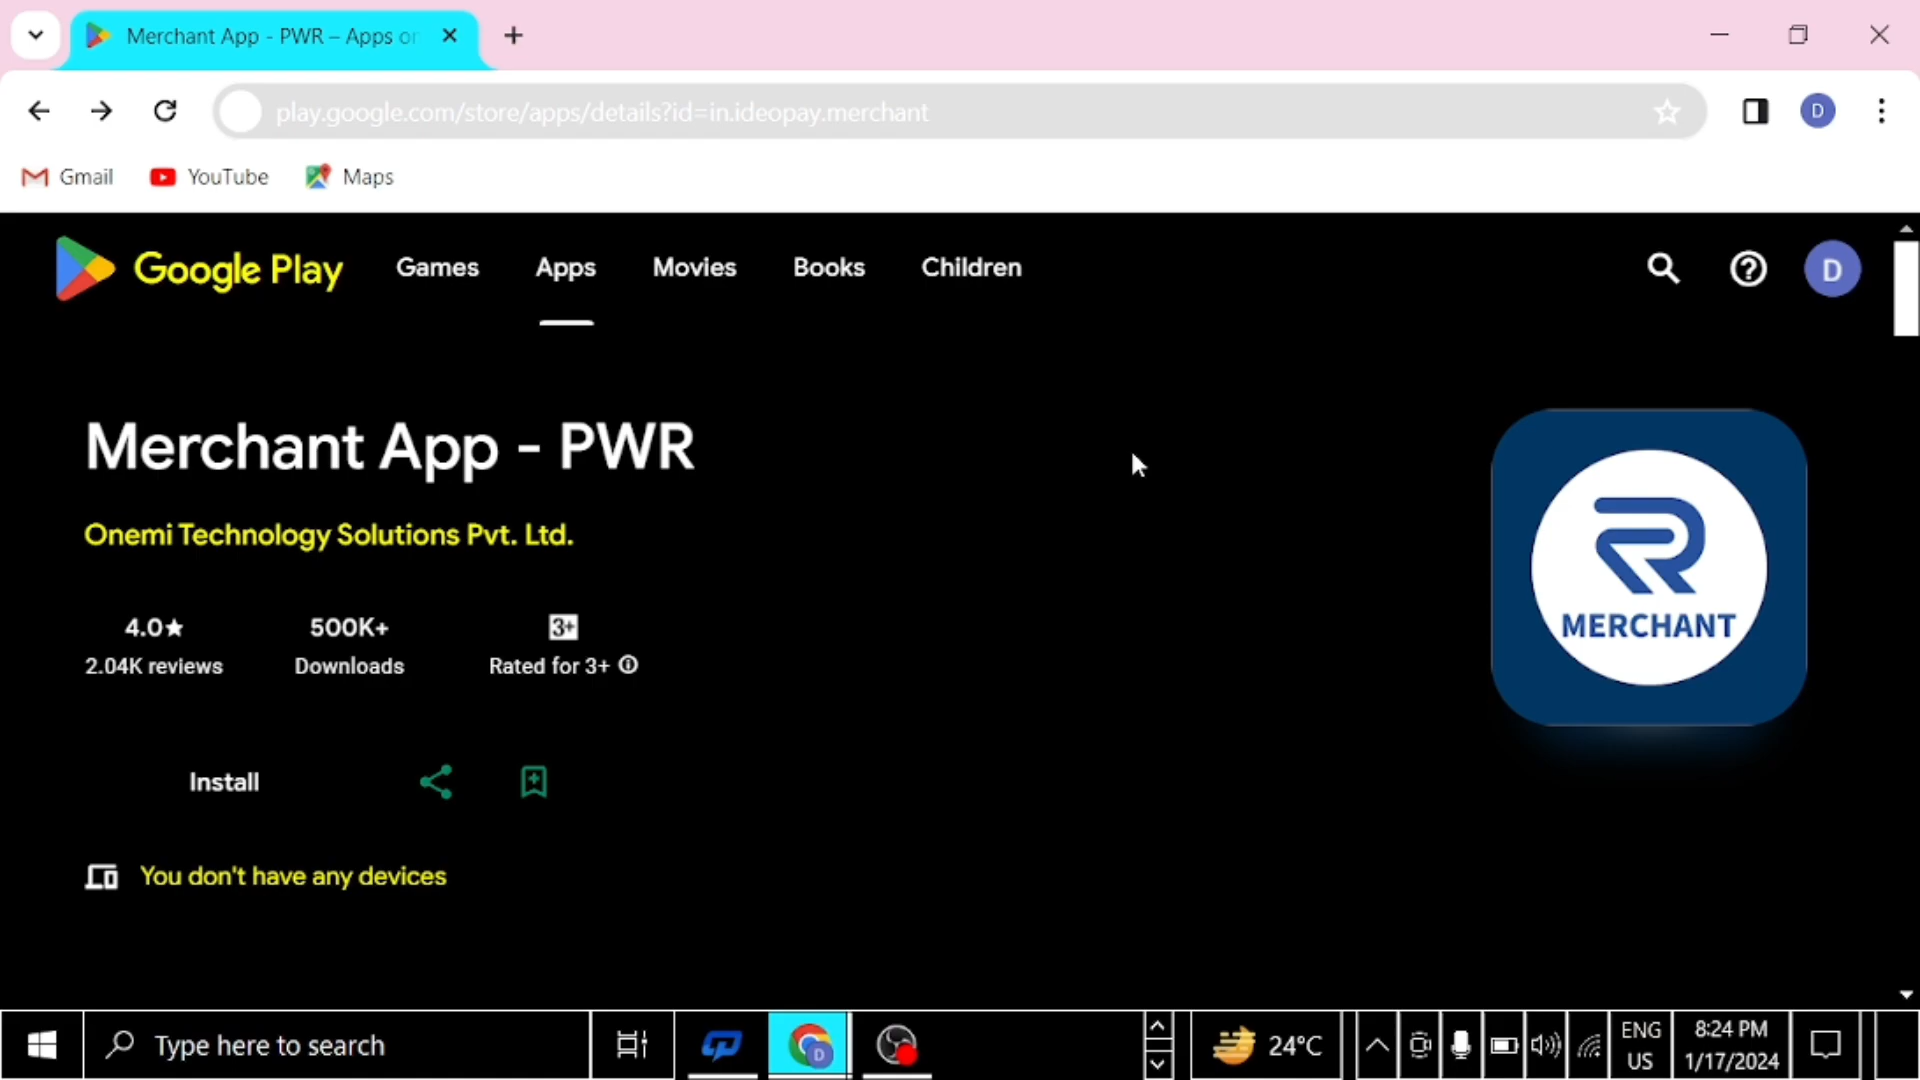 Merchant App - PWR – Apps on
play.google.com/store/apps/details?id=in.ideopay.merchant
D
Gmail
YouTube
Maps
Google Play
Games
Apps
Movies
Books
Children
D
Merchant App - PWR
Onemi Technology Solutions Pvt. Ltd.
4.0★
500K+
3+
2.04K reviews
Downloads
Rated for 3+
R
MERCHANT
Install
You don't have any devices
Type here to search
D
24°C
ENG
US
8:24 PM
1/17/2024